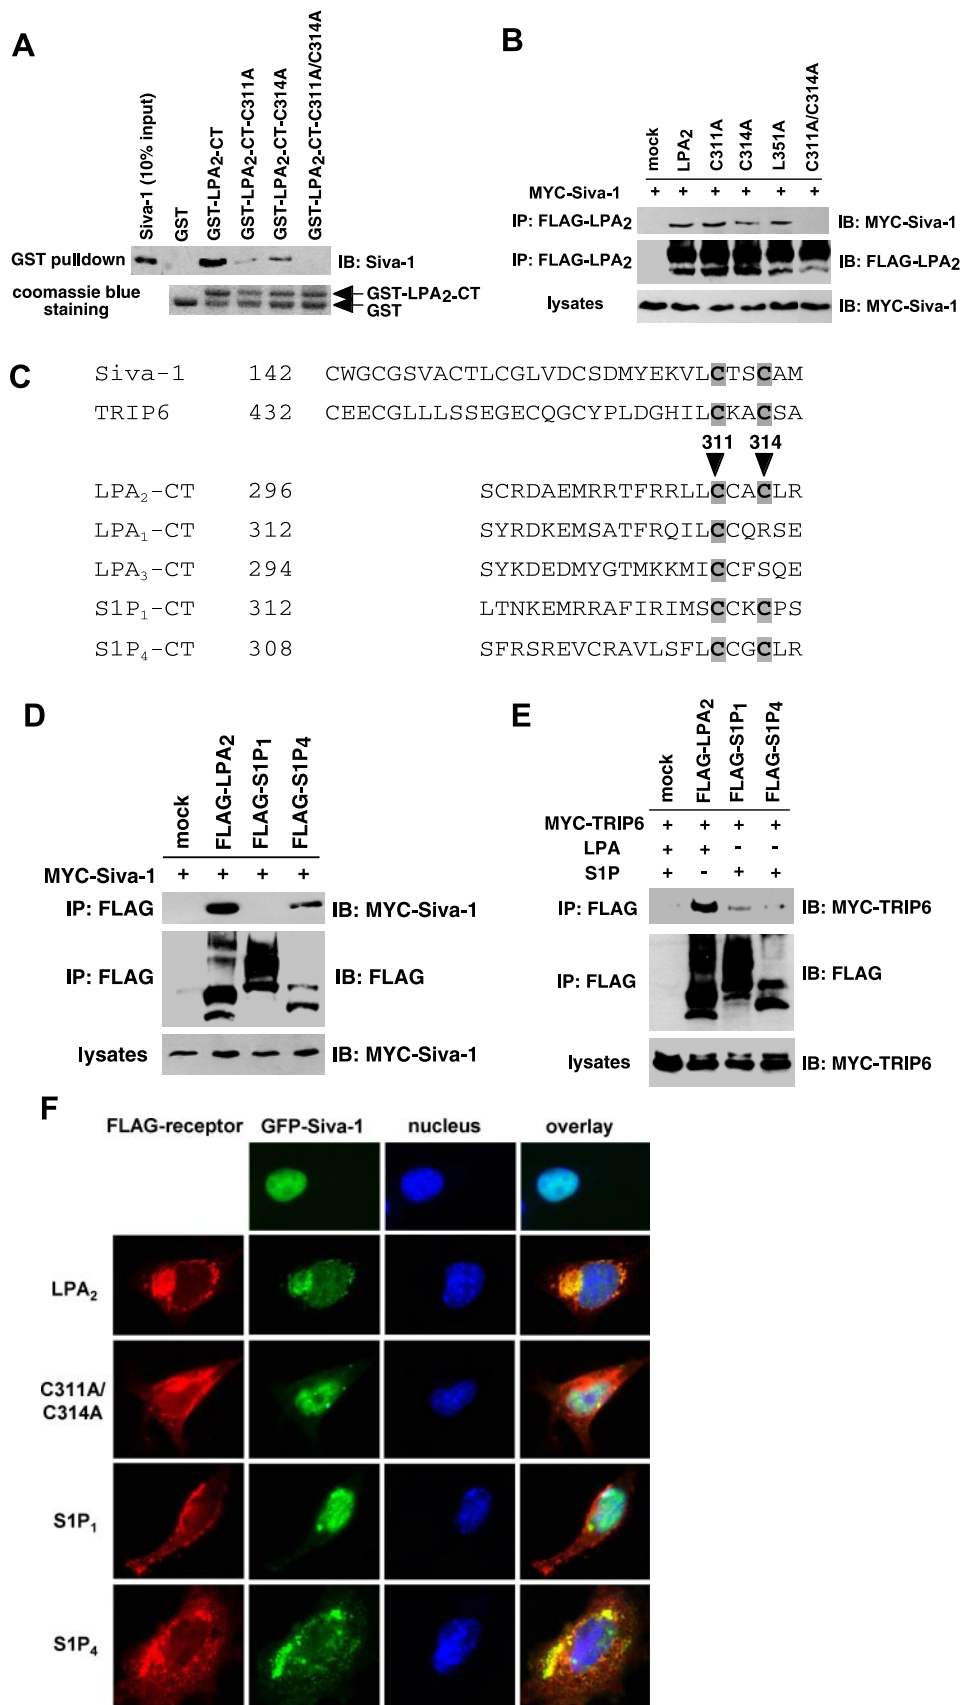 A
Siva-1 (10% input)
GST
GST-LPA2-CT
GST-LPA2-CT-C311A
GST-LPA2-CT-C314A
GST-LPA2-CT-C311A/C314A
GST pulldown
IB: Siva-1
coomassie blue
staining
GST-LPA2-CT
GST
B
mock
LPA2
C311A
C314A
L351A
C311A/C314A
MYC-Siva-1 + + + + + +
IP: FLAG-LPA2
IB: MYC-Siva-1
IP: FLAG-LPA2
IB: FLAG-LPA2
lysates
IB: MYC-Siva-1
C
Siva-1 142 CWGCGSVACTLCGLVDCSDMYEKVLCTSCAM
TRIP6 432 CEECGLLLSSEGECQGCYPLDGHILCKACSA
311 314
LPA2-CT 296 SCRDAEMRRTFRRLLCCACLR
LPA1-CT 312 SYRDKEMSATFRQILCCQRSE
LPA3-CT 294 SYKDEDMYGTMKKMICCFSQE
S1P1-CT 312 LTNKEMRRAFIRIMSCCKCPS
S1P4-CT 308 SFRSREVCRAVLSFLCCGCLR
D
mock
FLAG-LPA2
FLAG-S1P1
FLAG-S1P4
MYC-Siva-1 + + + +
IP: FLAG
IB: MYC-Siva-1
IP: FLAG
IB: FLAG
lysates
IB: MYC-Siva-1
E
mock
FLAG-LPA2
FLAG-S1P1
FLAG-S1P4
MYC-TRIP6 + + + +
LPA + + - -
S1P + - + +
IP: FLAG
IB: MYC-TRIP6
IP: FLAG
IB: FLAG
lysates
IB: MYC-TRIP6
F
FLAG-receptor GFP-Siva-1 nucleus overlay
LPA2
C311A/
C314A
S1P1
S1P4